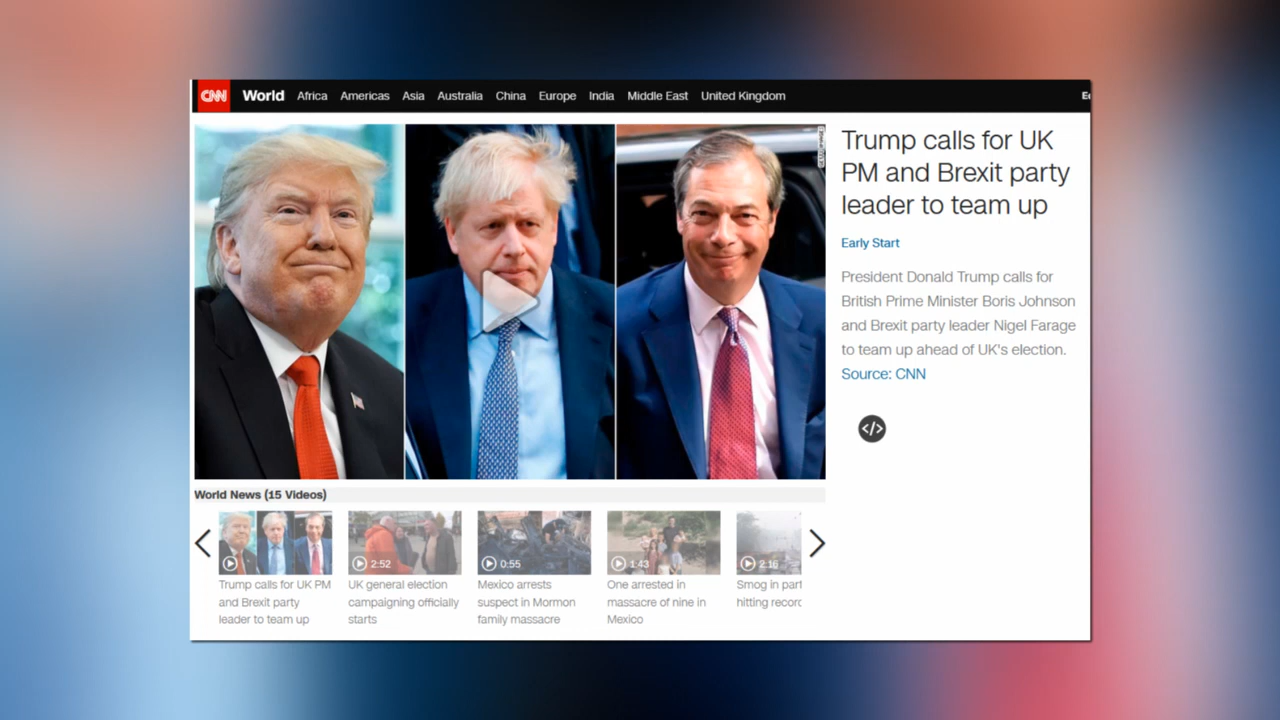 CNN World Africa Americas Asia Australia China Europe India Middle East United Kingdom
Trump calls for UK
PM and Brexit party
leader to team up
Early Start
President Donald Trump calls for
British Prime Minister Boris Johnson
and Brexit party leader Nigel Farage
to team up ahead of UK's election.
Source: CNN
</>
World News (15 Videos)
Trump calls for UK PM
and Brexit party
leader to team up
2:52
UK general election
campaigning officially
starts
0:55
Mexico arrests
suspect in Mormon
family massacre
1:43
One arrested in
massacre of nine in
Mexico
2:16
Smog in part
hitting record